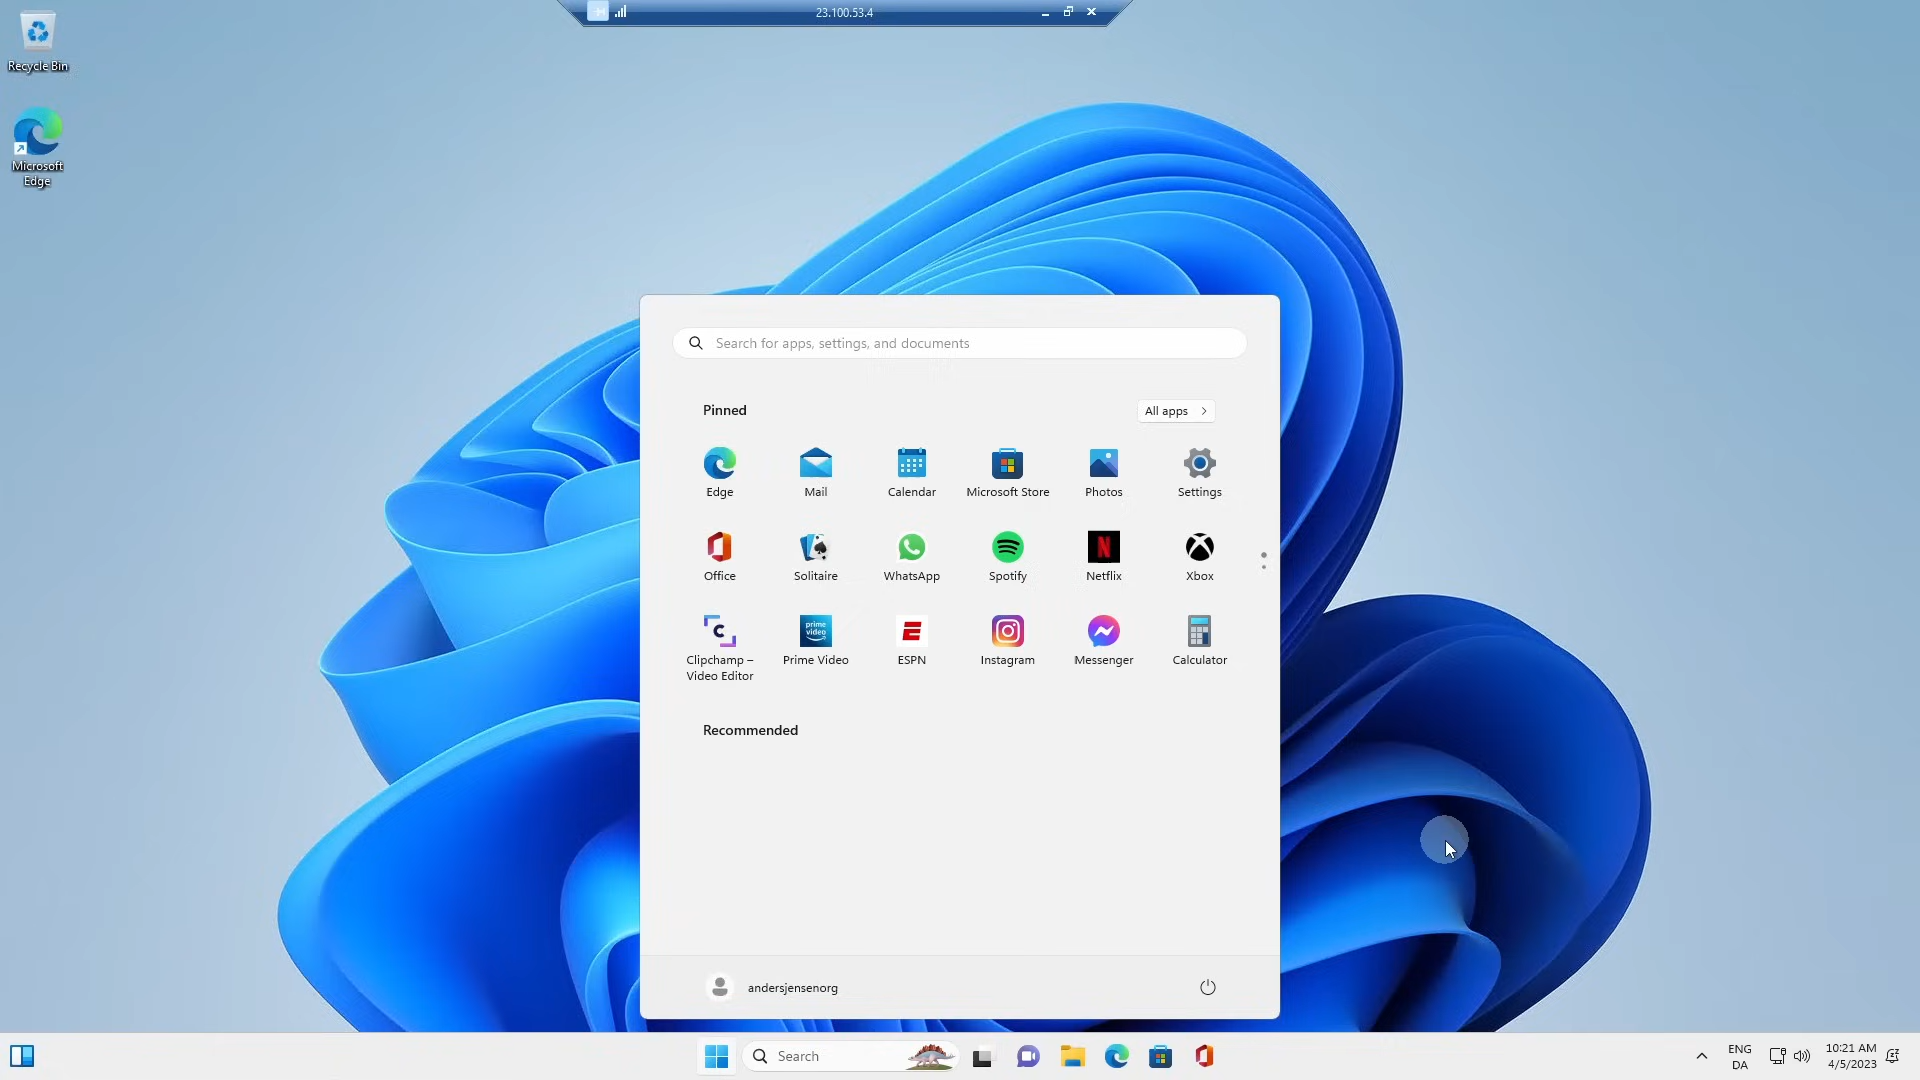 23.100.53.4
Recycle Bin
Microsoft
Edge
Search for apps, settings, and documents
Pinned
All apps
Edge
Mail
Calendar
Microsoft Store
Photos
Settings
Office
Solitaire
WhatsApp
Spotify
Netflix
Xbox
Clipchamp –
Video Editor
prime
video
Prime Video
ESPN
Instagram
Messenger
Calculator
Recommended
andersjensenorg
Search
ENG
DA
10:21 AM
4/5/2023